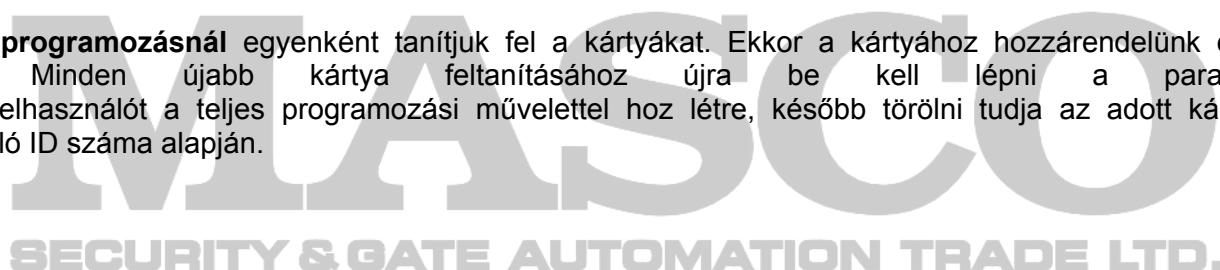 programozásnál egyenként tanítjuk fel a kártyákat. Ekkor a kártyához hozzárendelünk
Minden újabb kártya feltanításához újra be kell lépni a para
elhasználót a teljes programozási művelettel hoz létre, később törölni tudja az adott ká
ló ID száma alapján.
MASCO
SECURITY & GATE AUTOMATION TRADE LTD.